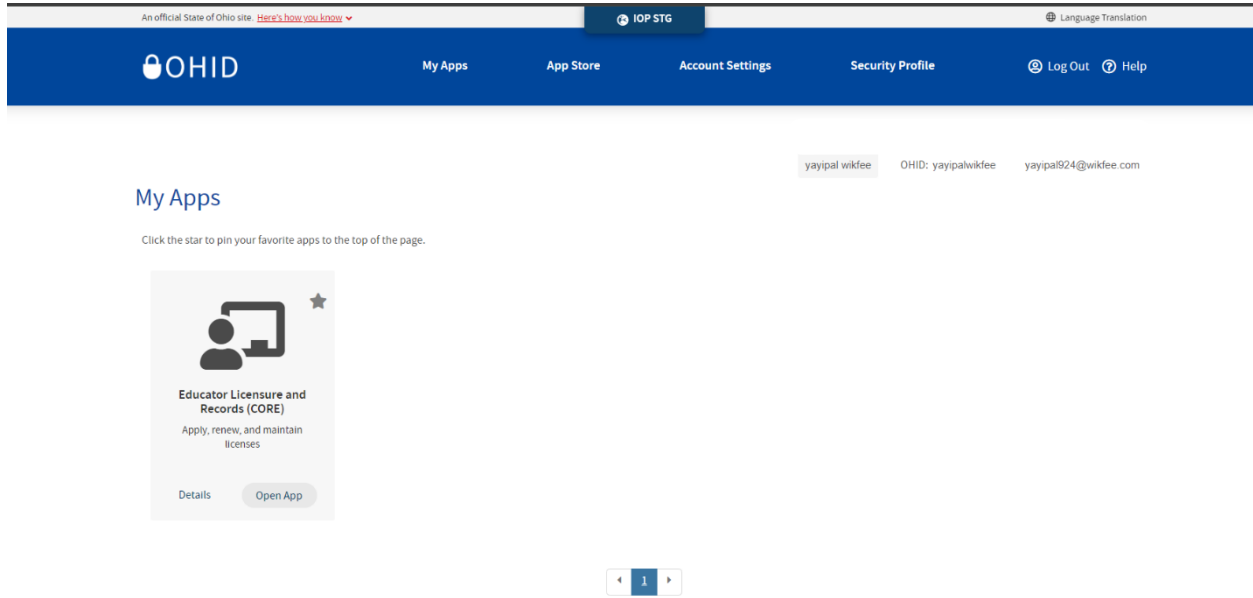 An official State of Ohio site. Here's how you know
IOP STG
Language Translation
OHID
My Apps
App Store
Account Settings
Security Profile
Log Out
Help
yayipal wikfee
OHID: yayipalwikfee
yayipal924@wikfee.com
My Apps
Click the star to pin your favorite apps to the top of the page.
Educator Licensure and
Records (CORE)
Apply, renew, and maintain
licenses
Details
Open App
1